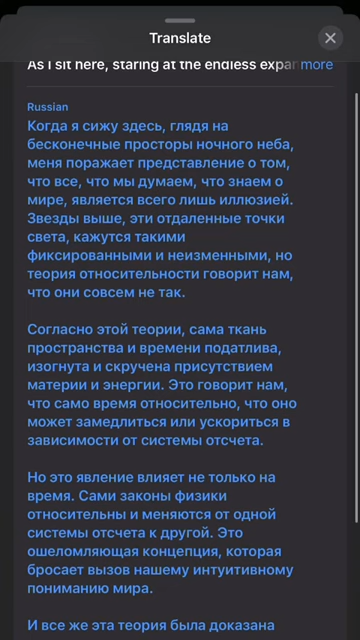 Translate
As I sit here, staring at the endless expar more
Russian
Когда я сижу здесь, глядя на
бесконечные просторы ночного неба,
меня поражает представление о том,
что все, что мы думаем, что знаем о
мире, является всего лишь иллюзией.
Звезды выше, эти отдаленные точки
света, кажутся такими
фиксированными и неизменными, но
теория относительности говорит нам,
что они совсем не так.
Согласно этой теории, сама ткань
пространства и времени податлива,
изогнута и скручена присутствием
материи и энергии. Это говорит нам,
что само время относительно, что оно
может замедлиться или ускориться в
зависимости от системы отсчета.
Но это явление влияет не только на
время. Сами законы физики
относительны и меняются от одной
системы отсчета к другой. Это
ошеломляющая концепция, которая
бросает вызов нашему интуитивному
пониманию мира.
И все же эта теория была доказана